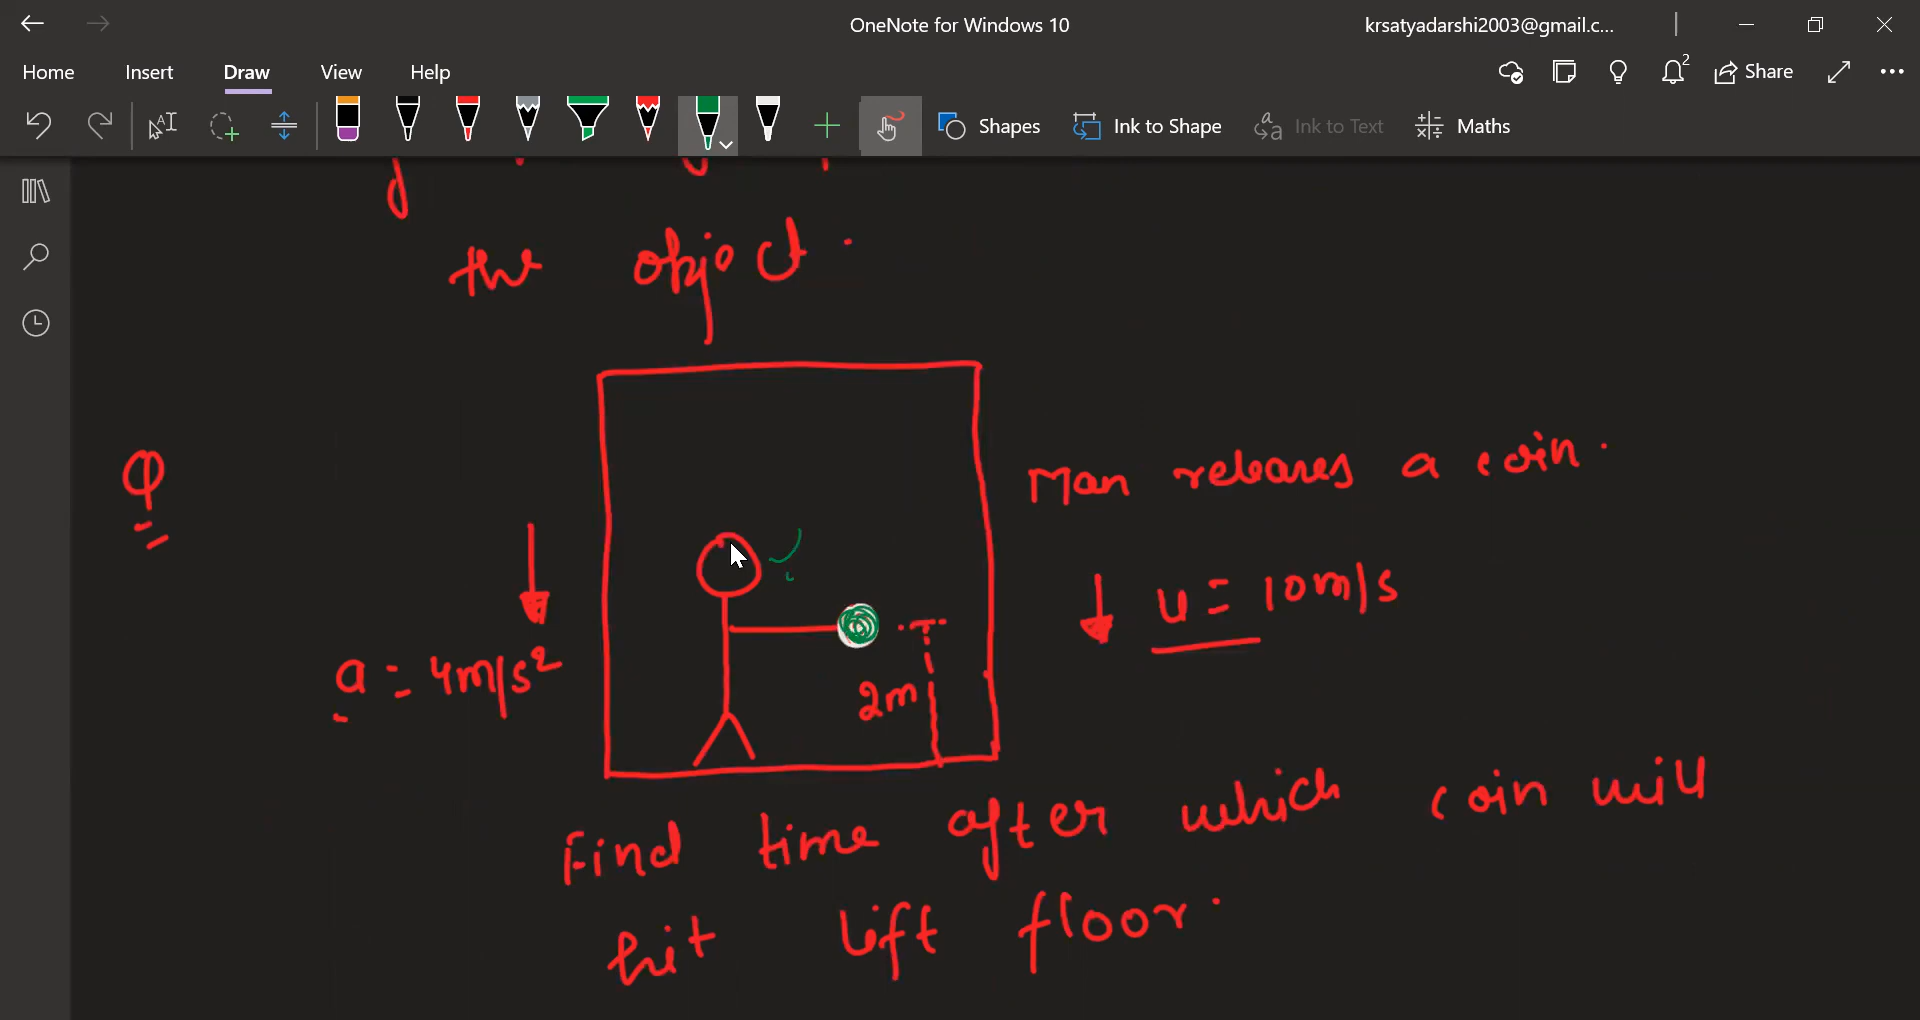 OneNote for Windows 10
krsatyadarshi2003@gmail.c...
Home Insert Draw View Help
2
Share
Shapes Ink to Shape Ink to Text Maths
the object.
Q
Man releases a coin.
u = 10m/s
a = 4m/s²
2m
Find time after which coin will
hit lift floor.